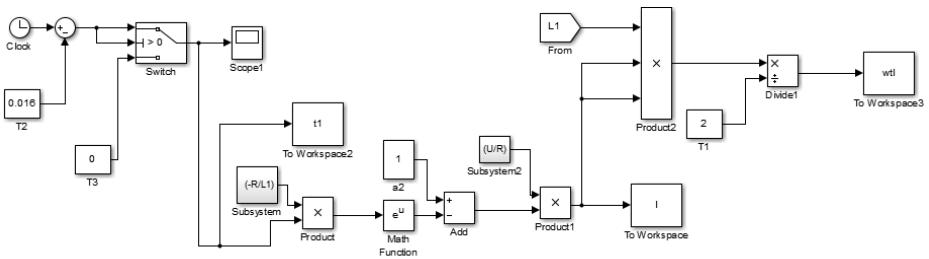 Clock
+
−
> 0
Switch
Scope1
0.016
T2
0
T3
t1
To Workspace2
(-R/L1)
Subsystem
×
Product
e^u
Math
Function
1
a2
+
−
Add
(U/R)
Subsystem2
×
Product1
L1
From
×
Product2
2
T1
×
÷
Divide1
wtl
To Workspace3
I
To Workspace